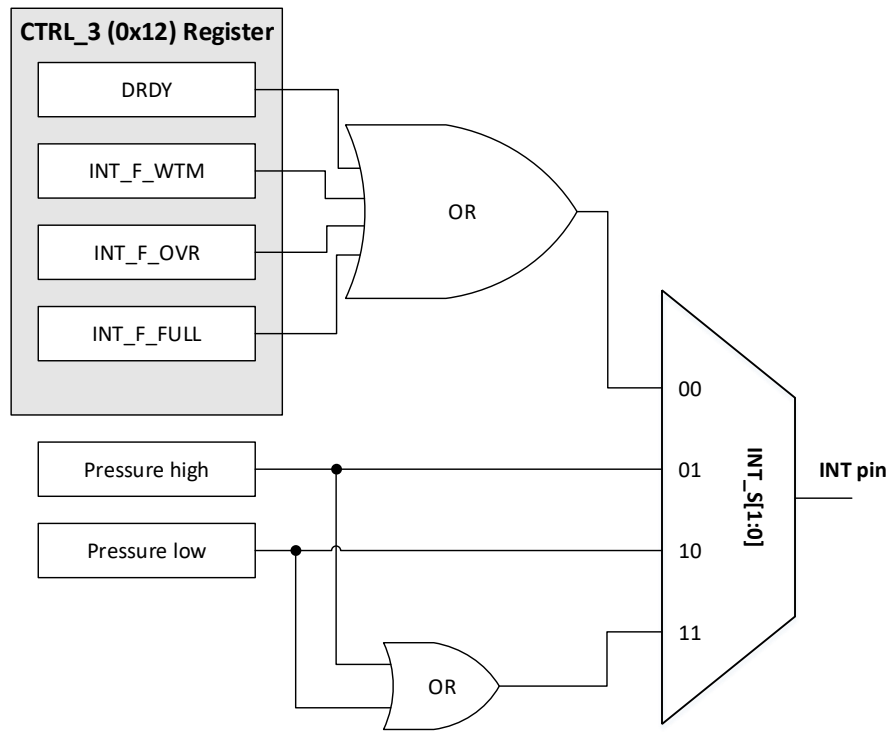 CTRL_3 (0x12) Register
DRDY
INT_F_WTM
INT_F_OVR
INT_F_FULL
OR
00
Pressure high
01
INT_S[1:0]
INT pin
Pressure low
10
11
OR